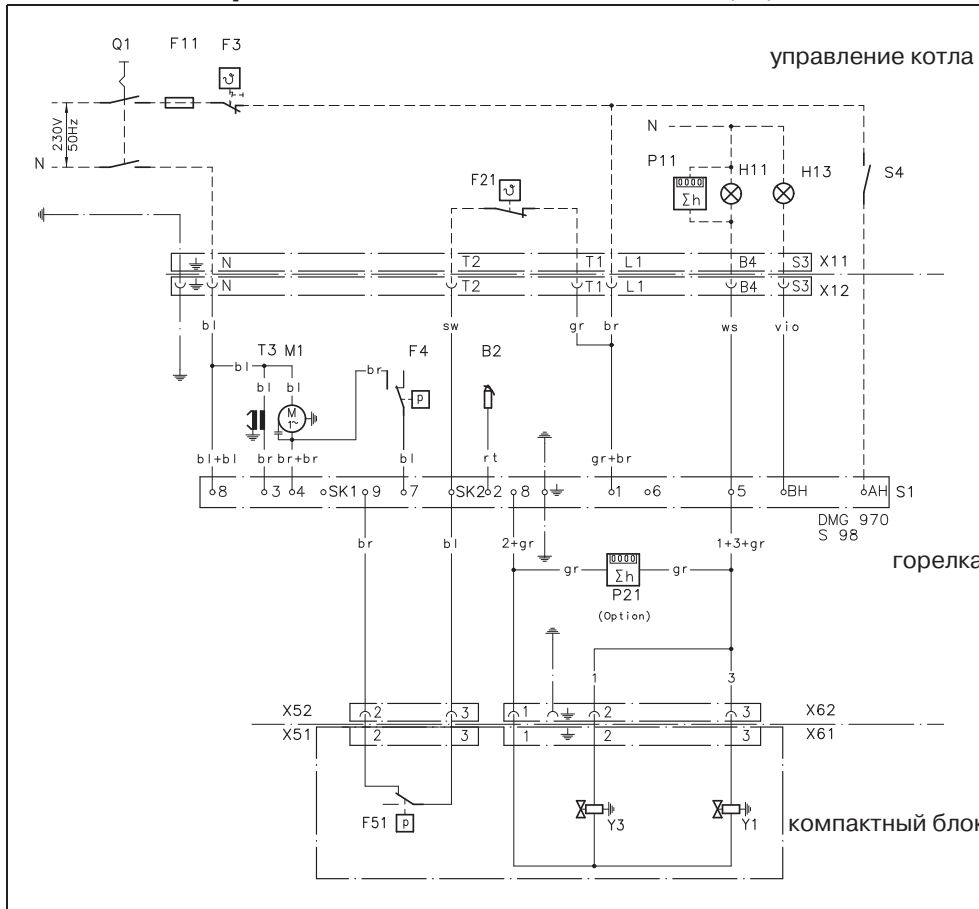 Q1 F11 F3
управление котла
230V
50Hz
N
N
P11 H11 H13 S4
0000
Σh
F21
ϑ
ϑ
N T2 T1 L1 B4 S3 X11
N T2 T1 L1 B4 S3 X12
bl sw gr br ws vio
T3 M1 F4 B2
bl br
bl bl
M
1~
P
bl+bl br br+br bl rt gr+br
8 3 4 SK1 9 7 SK2 2 8 1 6 5 BH AH S1
DMG 970
S 98
br bl 2+gr 1+3+gr
горелка
gr 0000 gr
Σh
P21
(Option)
1 3
X52 2 3 1 2 3 X62
X51 2 3 1 2 3 X61
F51 P Y3 Y1
компактный блок